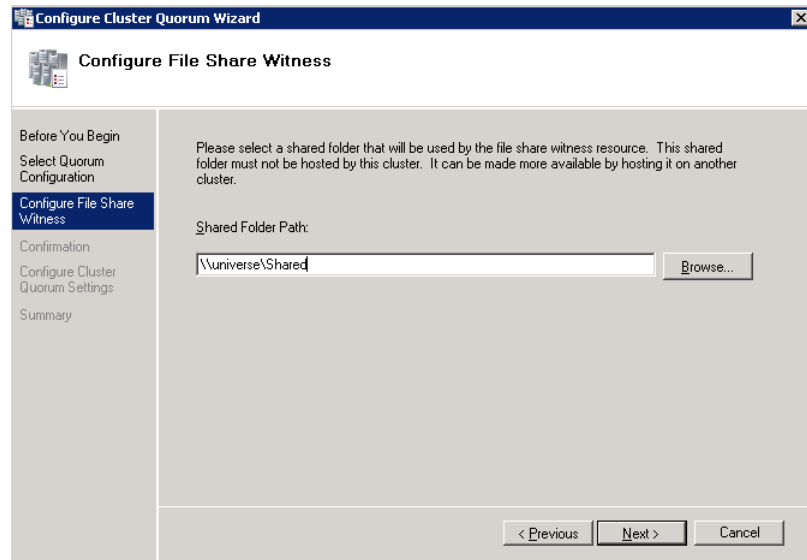 Configure Cluster Quorum Wizard
Configure File Share Witness
Before You Begin
Select Quorum
Configuration
Configure File Share
Witness
Confirmation
Configure Cluster
Quorum Settings
Summary
Please select a shared folder that will be used by the file share witness resource. This shared
folder must not be hosted by this cluster. It can be made more available by hosting it on another
cluster.
Shared Folder Path:
\\universe\Shared
Browse...
< Previous
Next >
Cancel